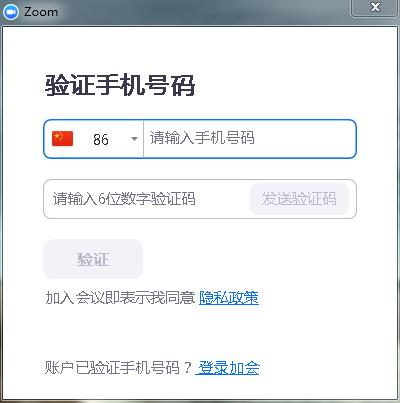 Zoom
验证手机号码
86 请输入手机号码
请输入6位数字验证码 发送验证码
验证
加入会议即表示我同意 隐私政策
账户已验证手机号码？登录加会